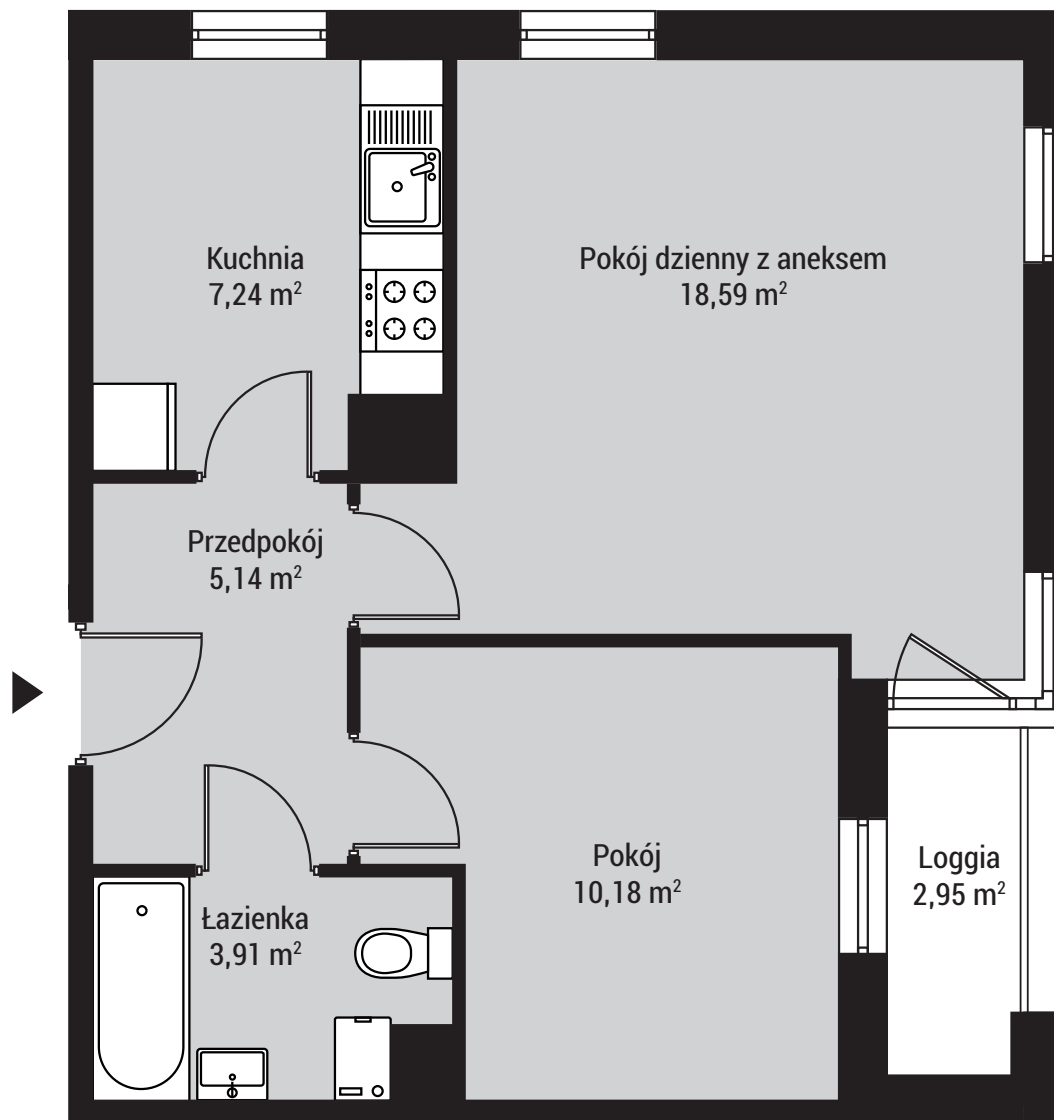 Kuchnia
7,24 m²
Pokój dzienny z aneksem
18,59 m²
Przedpokój
5,14 m²
Pokój
10,18 m²
Loggia
2,95 m²
Łazienka
3,91 m²